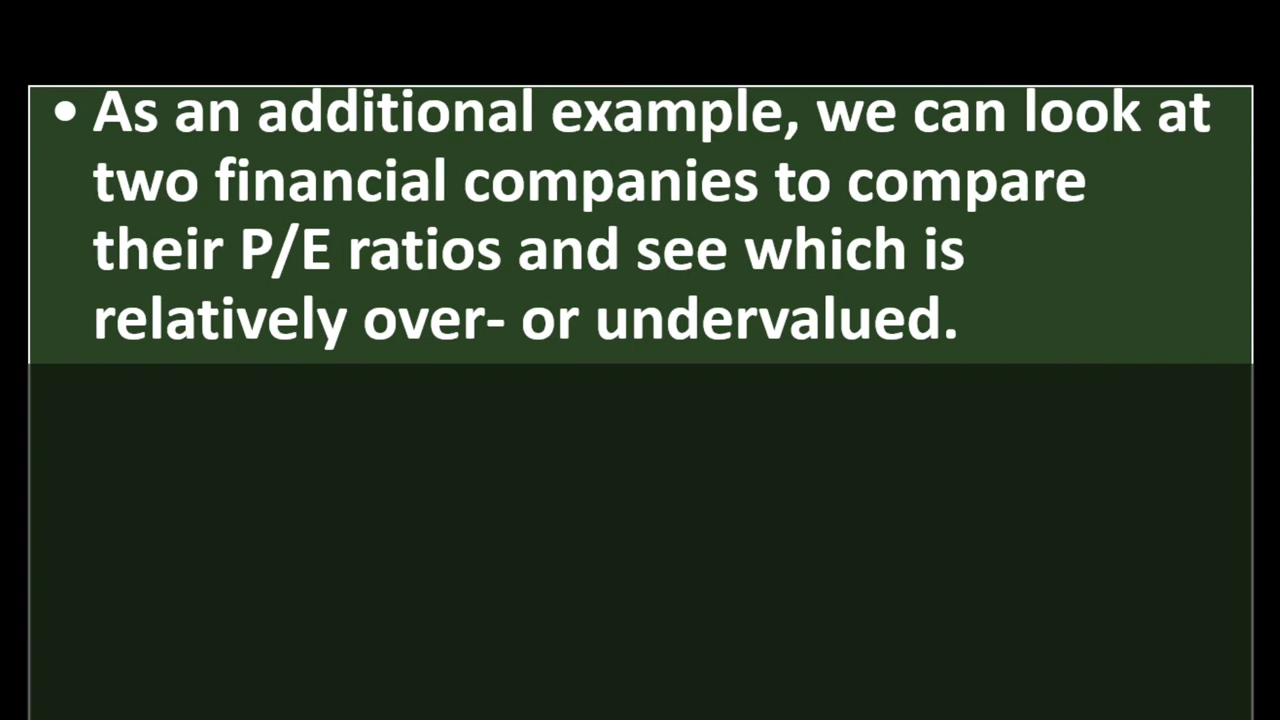 • As an additional example, we can look at
two financial companies to compare
their P/E ratios and see which is
relatively over- or undervalued.